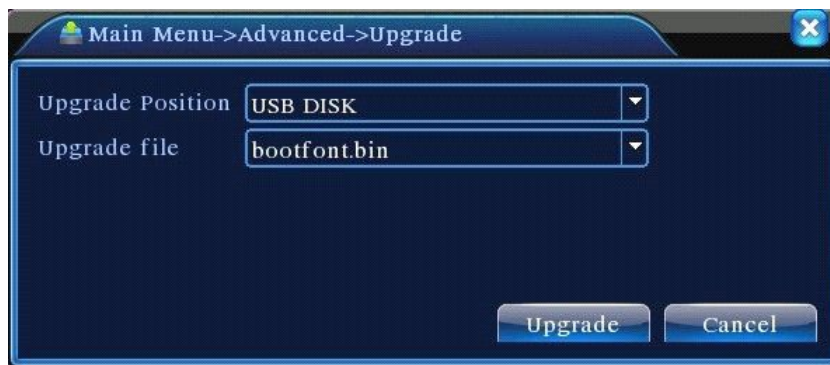 Main Menu->Advanced->Upgrade
Upgrade Position USB DISK
Upgrade file bootfont.bin
Upgrade Cancel